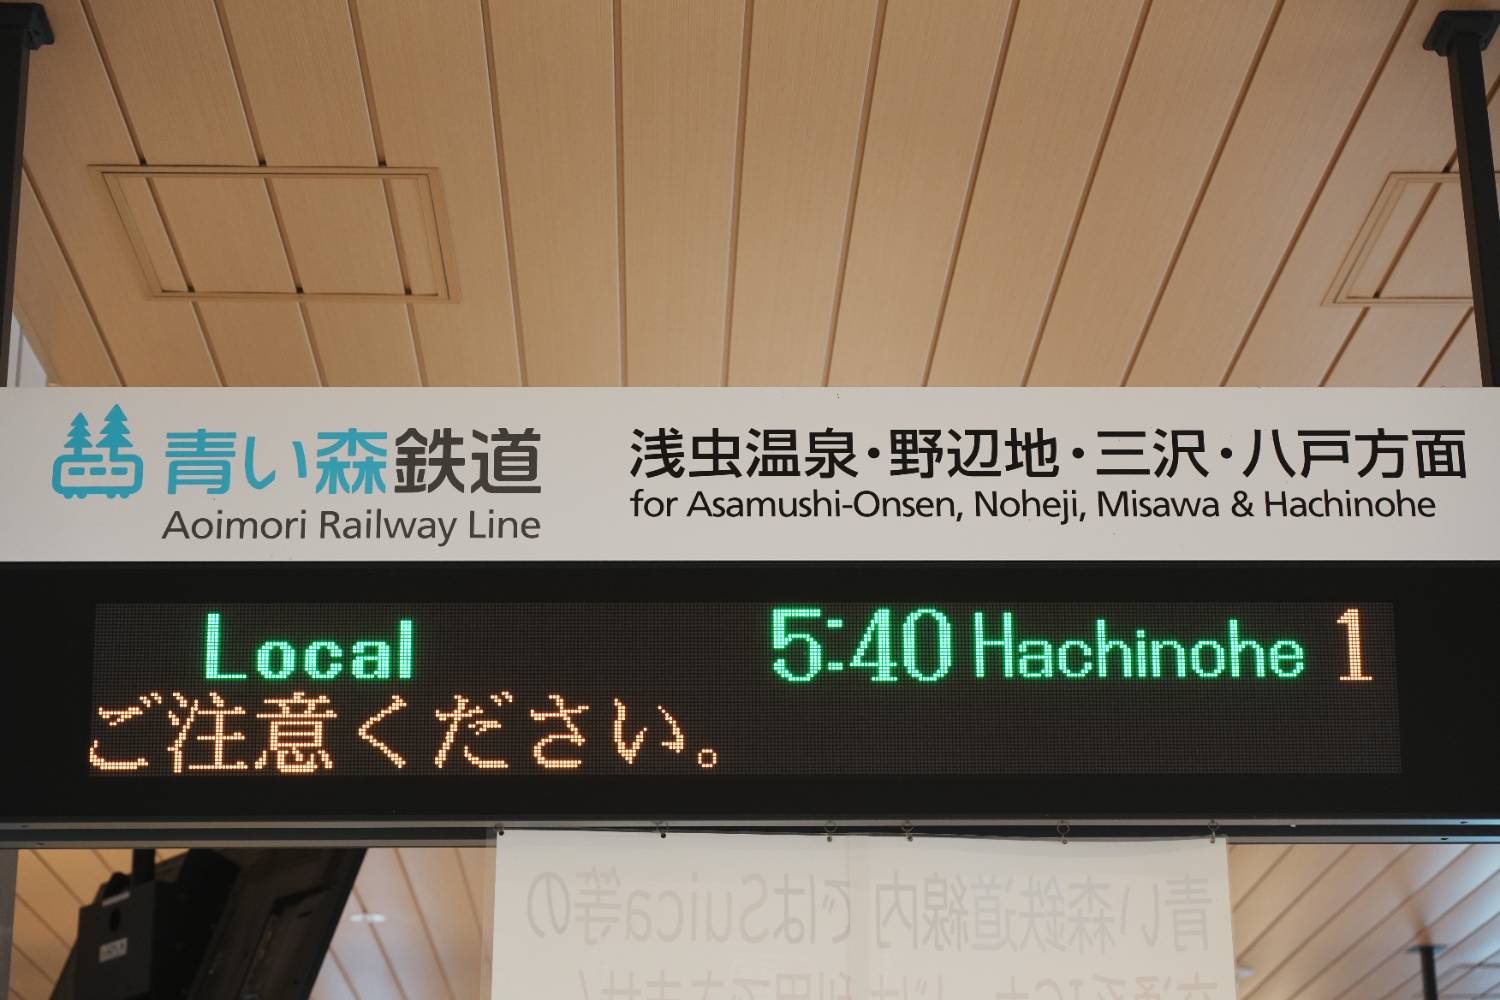 青い森鉄道
Aoimori Railway Line
浅虫温泉・野辺地・三沢・八戸方面
for Asamushi-Onsen, Noheji, Misawa & Hachinohe
Local 5:40 Hachinohe 1
ご注意ください。
青い森鉄道線内ではSuica等の